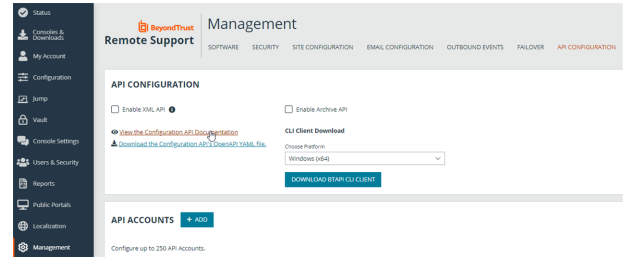 Status
Consoles & Downloads
My Account
Configuration
Jump
Vault
Console Settings
Users & Security
Reports
Public Portals
Localization
Management
BeyondTrust
Remote Support
Management
SOFTWARE SECURITY SITE CONFIGURATION EMAIL CONFIGURATION OUTBOUND EVENTS FAILOVER API CONFIGURATION
API CONFIGURATION
Enable XML API
Enable Archive API
View the Configuration API Documentation
Download the Configuration API's OpenAPI YAML file.
CLI Client Download
Choose Platform
Windows (x64)
DOWNLOAD BTAPI CLI CLIENT
API ACCOUNTS + ADD
Configure up to 250 API Accounts.